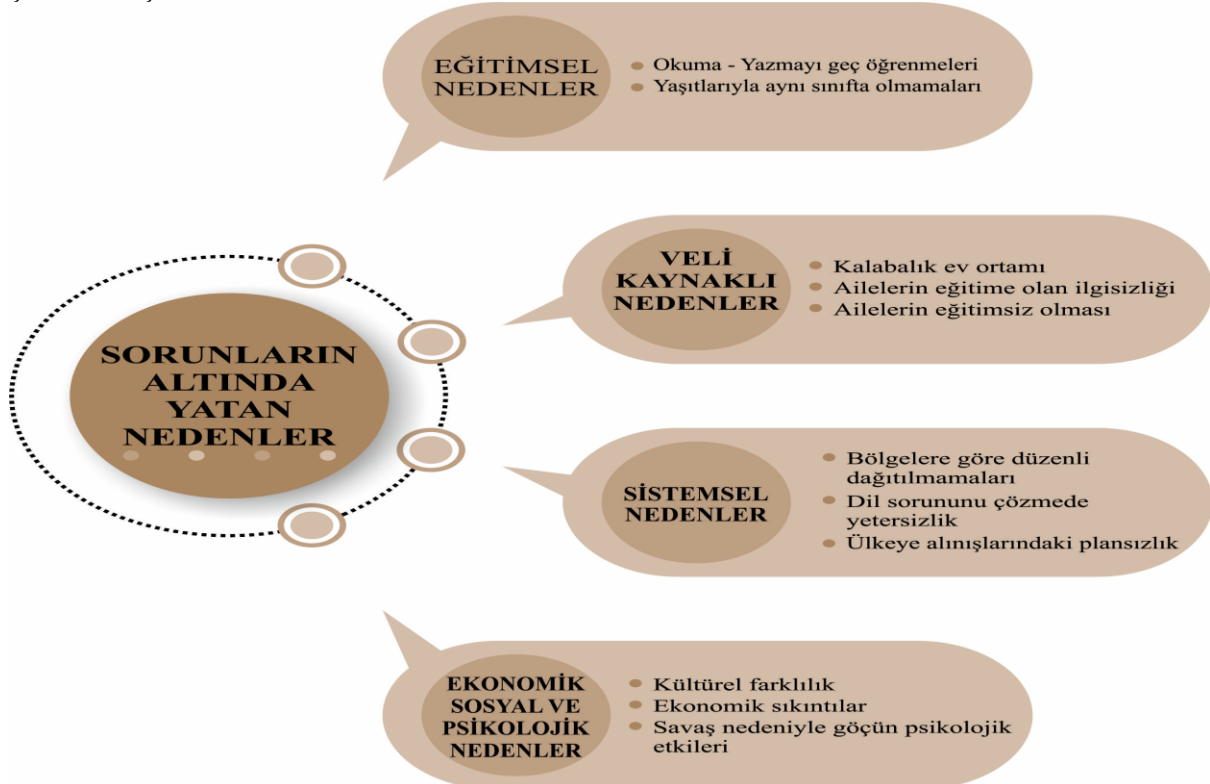 EĞİTİMSEL
NEDENLER
Okuma - Yazmayı geç öğrenmeleri
Yaşıtlarıyla aynı sınıfta olmamaları
VELİ
KAYNAKLI
NEDENLER
Kalabalık ev ortamı
Ailelerin eğitime olan ilgisizliği
Ailelerin eğitimsiz olması
SORUNLARIN
ALTINDA
YATAN
NEDENLER
SİSTEMSEL
NEDENLER
Bölgelere göre düzenli
dağıtılmamaları
Dil sorununu çözmede
yetersizlik
Ülkeye alınışlarındaki plansızlık
EKONOMİK
SOSYAL VE
PSİKOLOJİK
NEDENLER
Kültürel farklılık
Ekonomik sıkıntılar
Savaş nedeniyle göçün psikolojik
etkileri